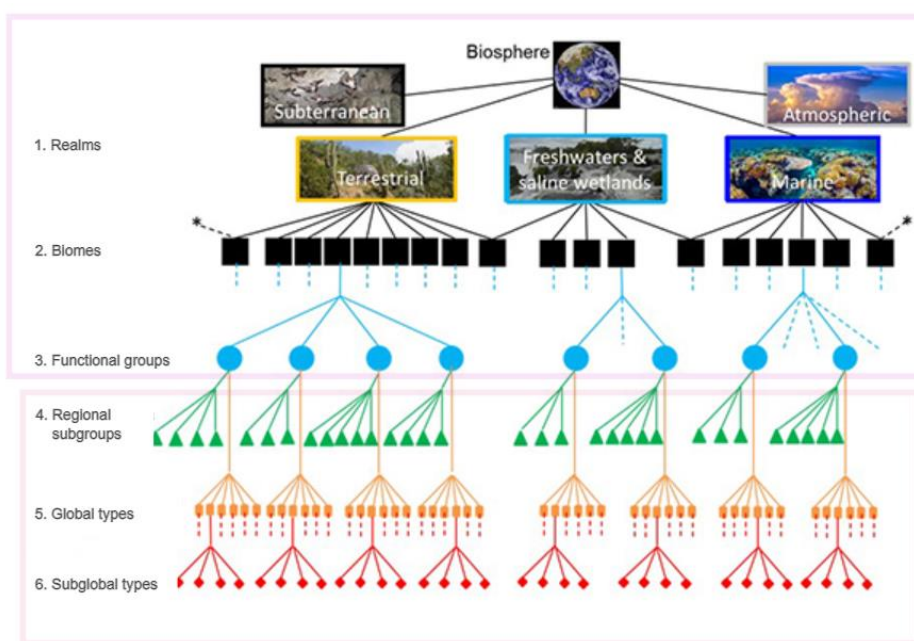 Biosphere
Subterranean
Atmospheric
1. Realms
Terrestrial
Freshwaters &
saline wetlands
Marine
*
*
2. Biomes
3. Functional groups
4. Regional
subgroups
5. Global types
6. Subglobal types